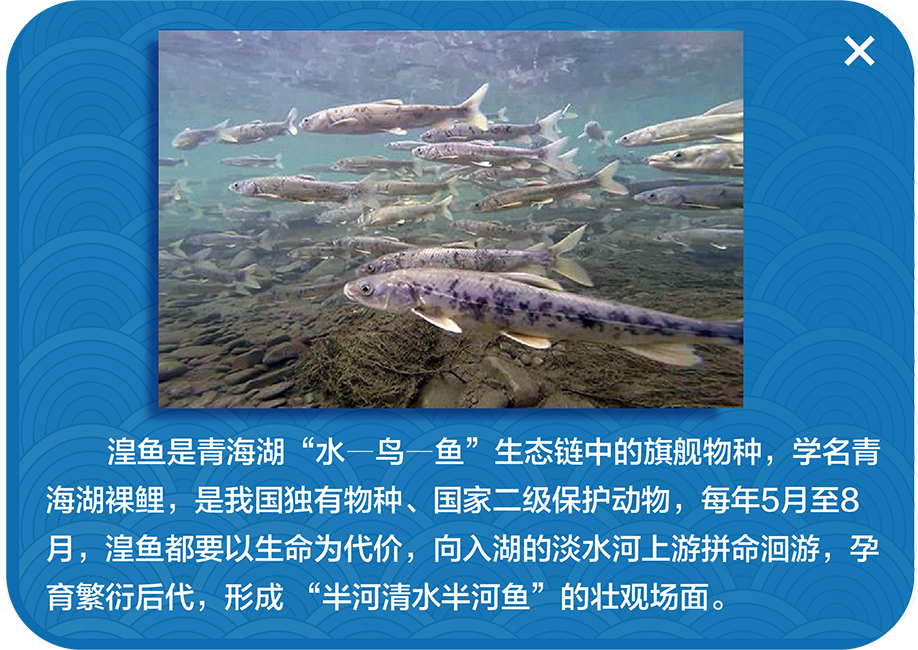 湟鱼是青海湖“水—鸟—鱼”生态链中的旗舰物种，学名青
海湖裸鲤，是我国独有物种、国家二级保护动物，每年5月至8
月，湟鱼都要以生命为代价，向入湖的淡水河上游拼命洄游，孕
育繁衍后代，形成 “半河清水半河鱼”的壮观场面。